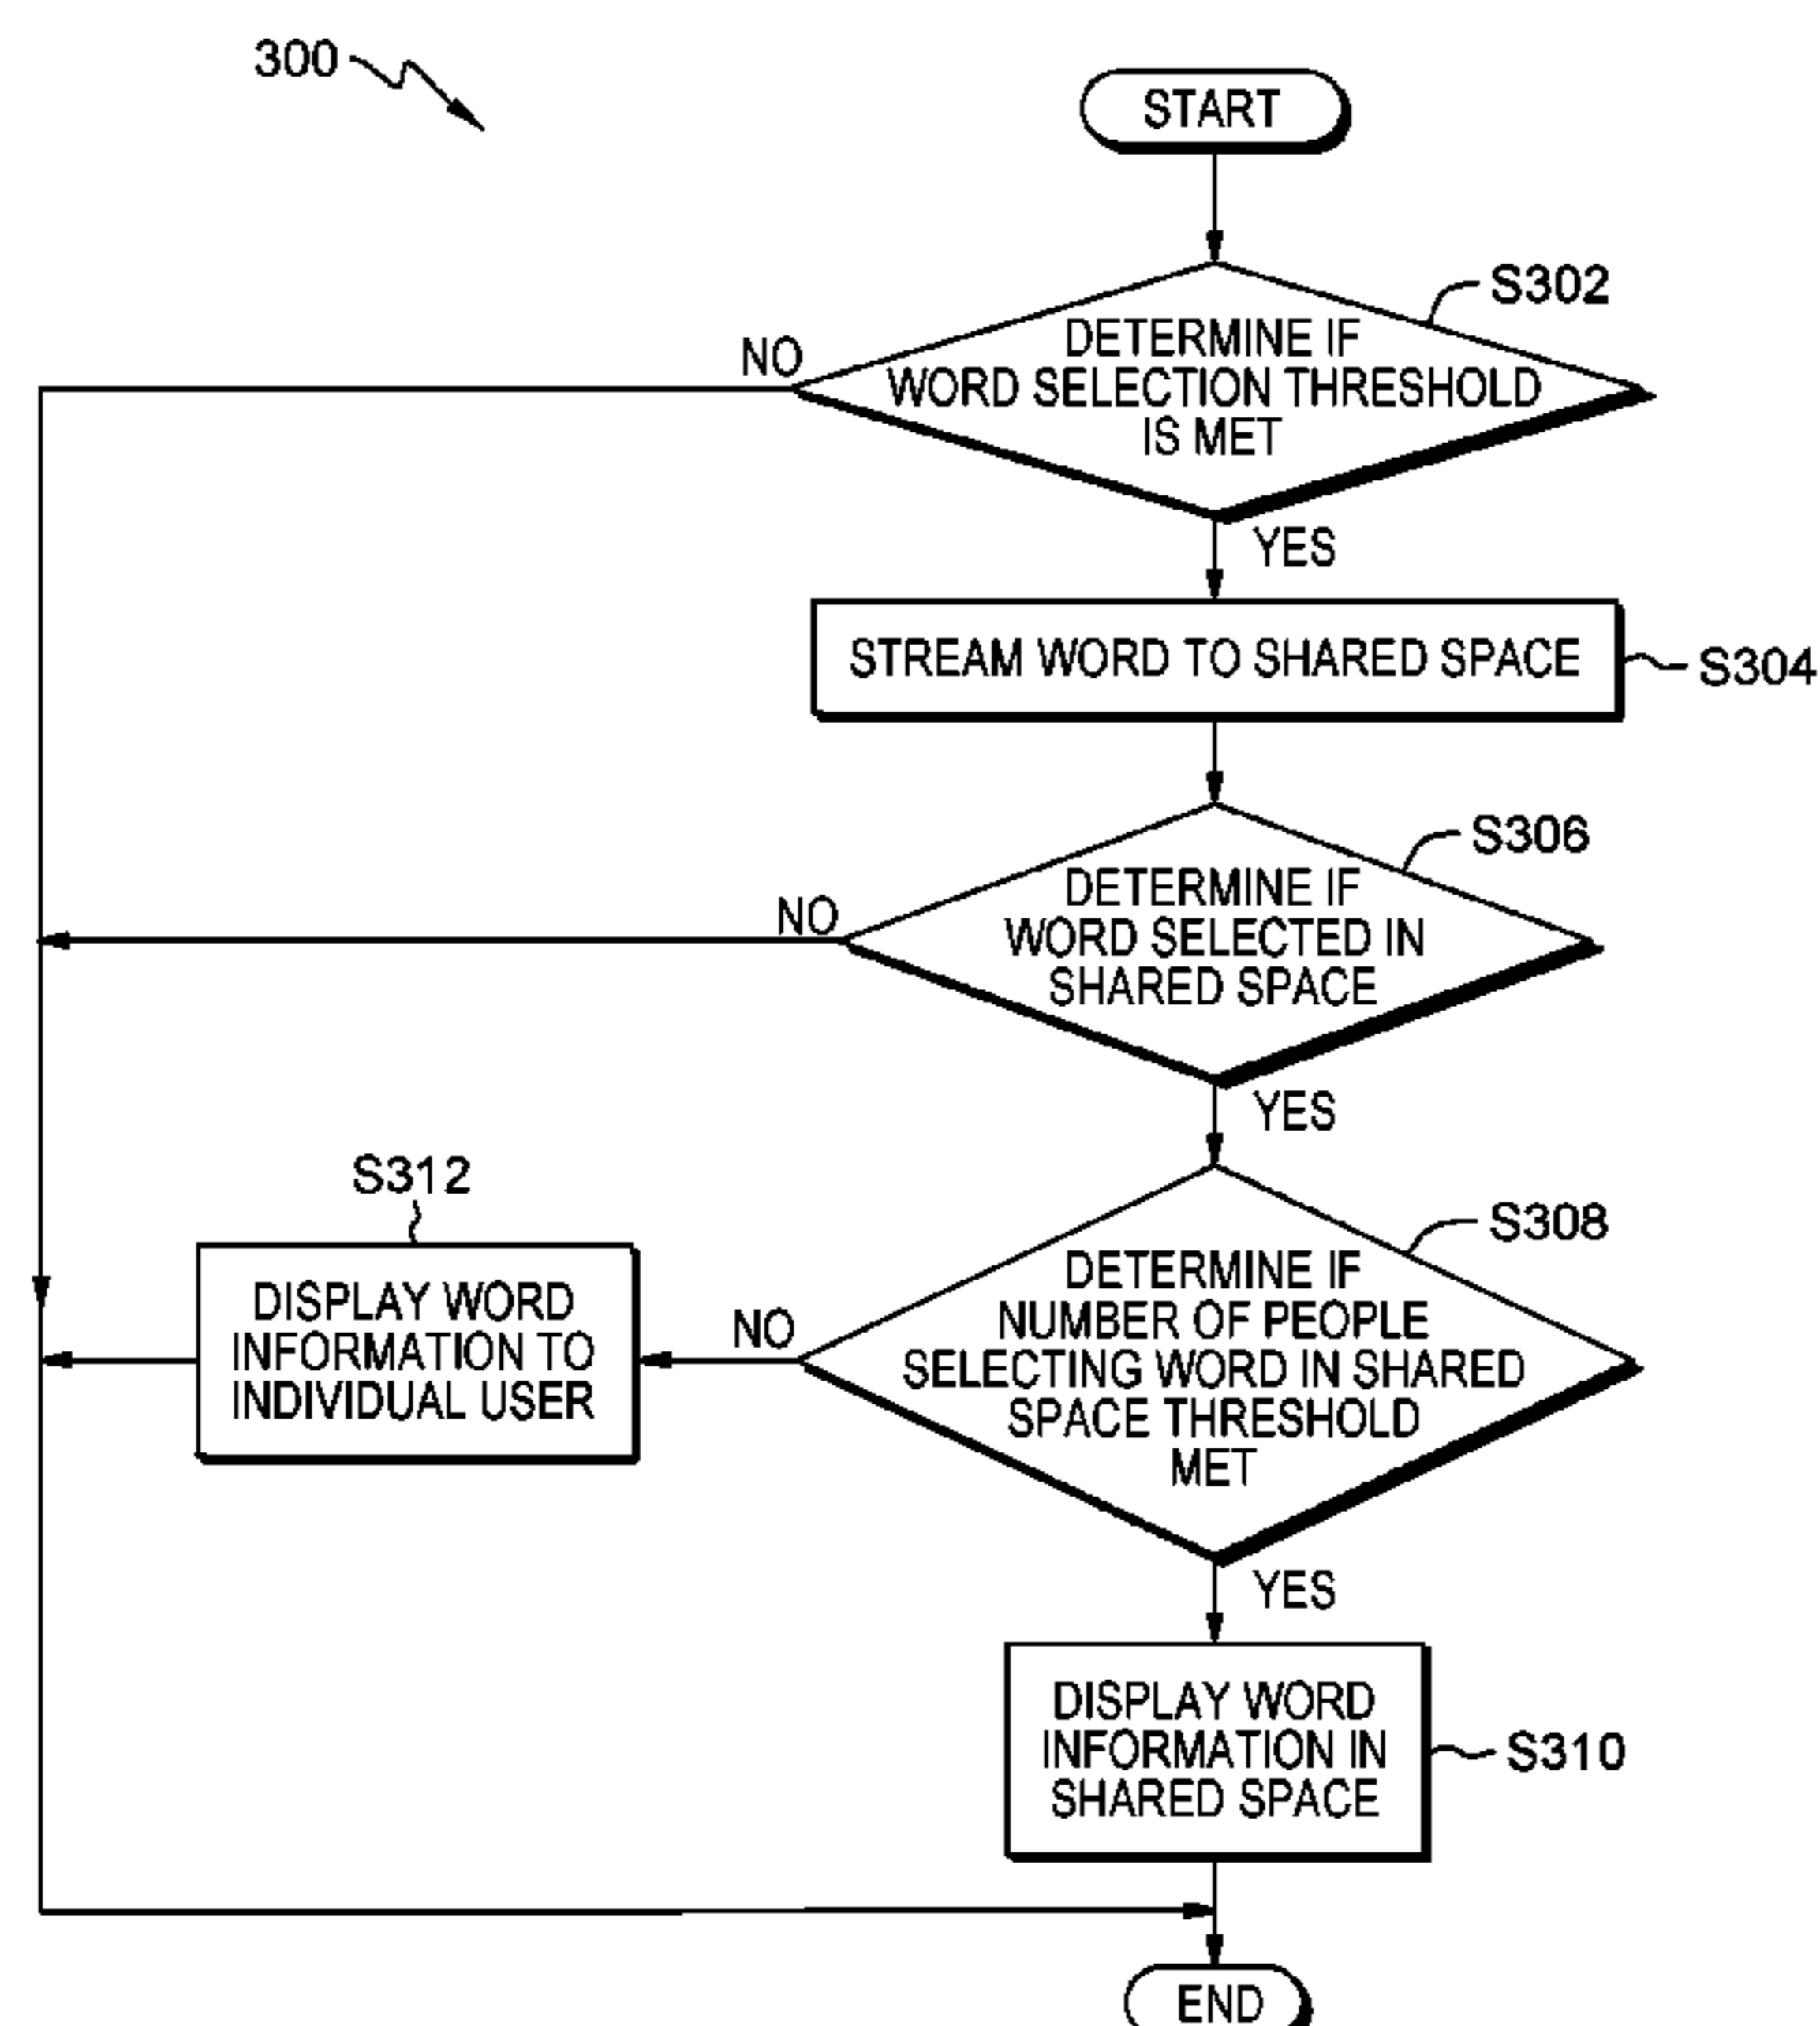 300
START
S302
DETERMINE IF
WORD SELECTION THRESHOLD
IS MET
NO
YES
STREAM WORD TO SHARED SPACE
S304
S306
DETERMINE IF
WORD SELECTED IN
SHARED SPACE
NO
YES
S308
DETERMINE IF
NUMBER OF PEOPLE
SELECTING WORD IN SHARED
SPACE THRESHOLD
MET
NO
S312
DISPLAY WORD
INFORMATION TO
INDIVIDUAL USER
YES
DISPLAY WORD
INFORMATION IN
SHARED SPACE
S310
END